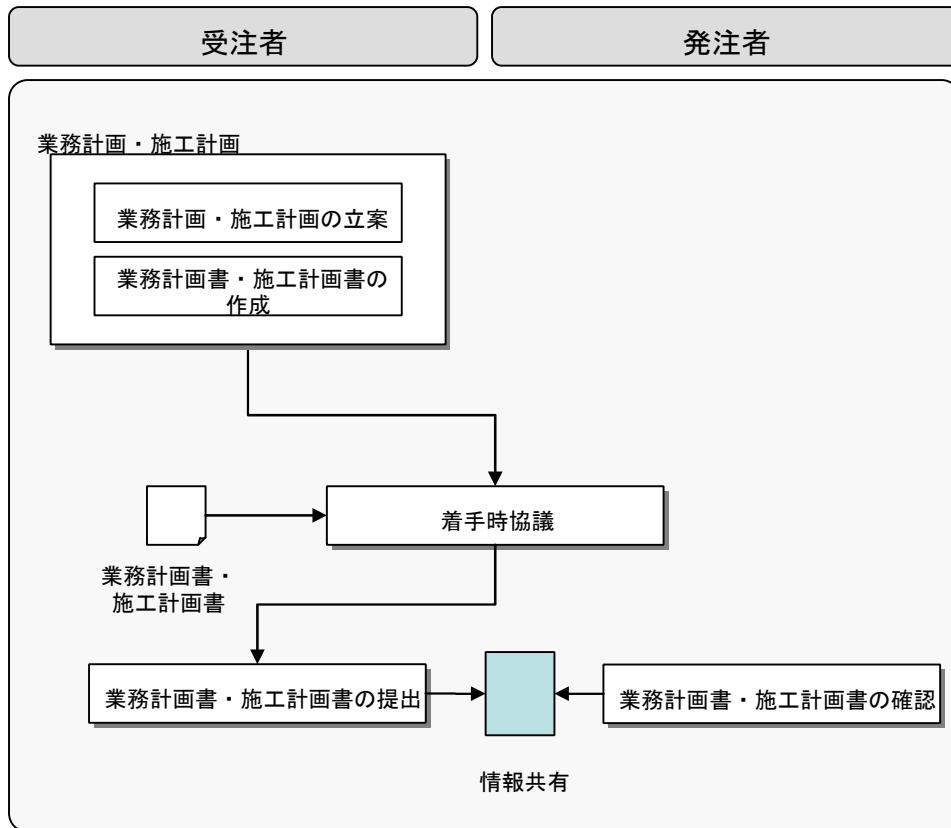 受注者
発注者
業務計画・施工計画
業務計画・施工計画の立案
業務計画書・施工計画書の
作成
着手時協議
業務計画書・
施工計画書
業務計画書・施工計画書の提出
業務計画書・施工計画書の確認
情報共有